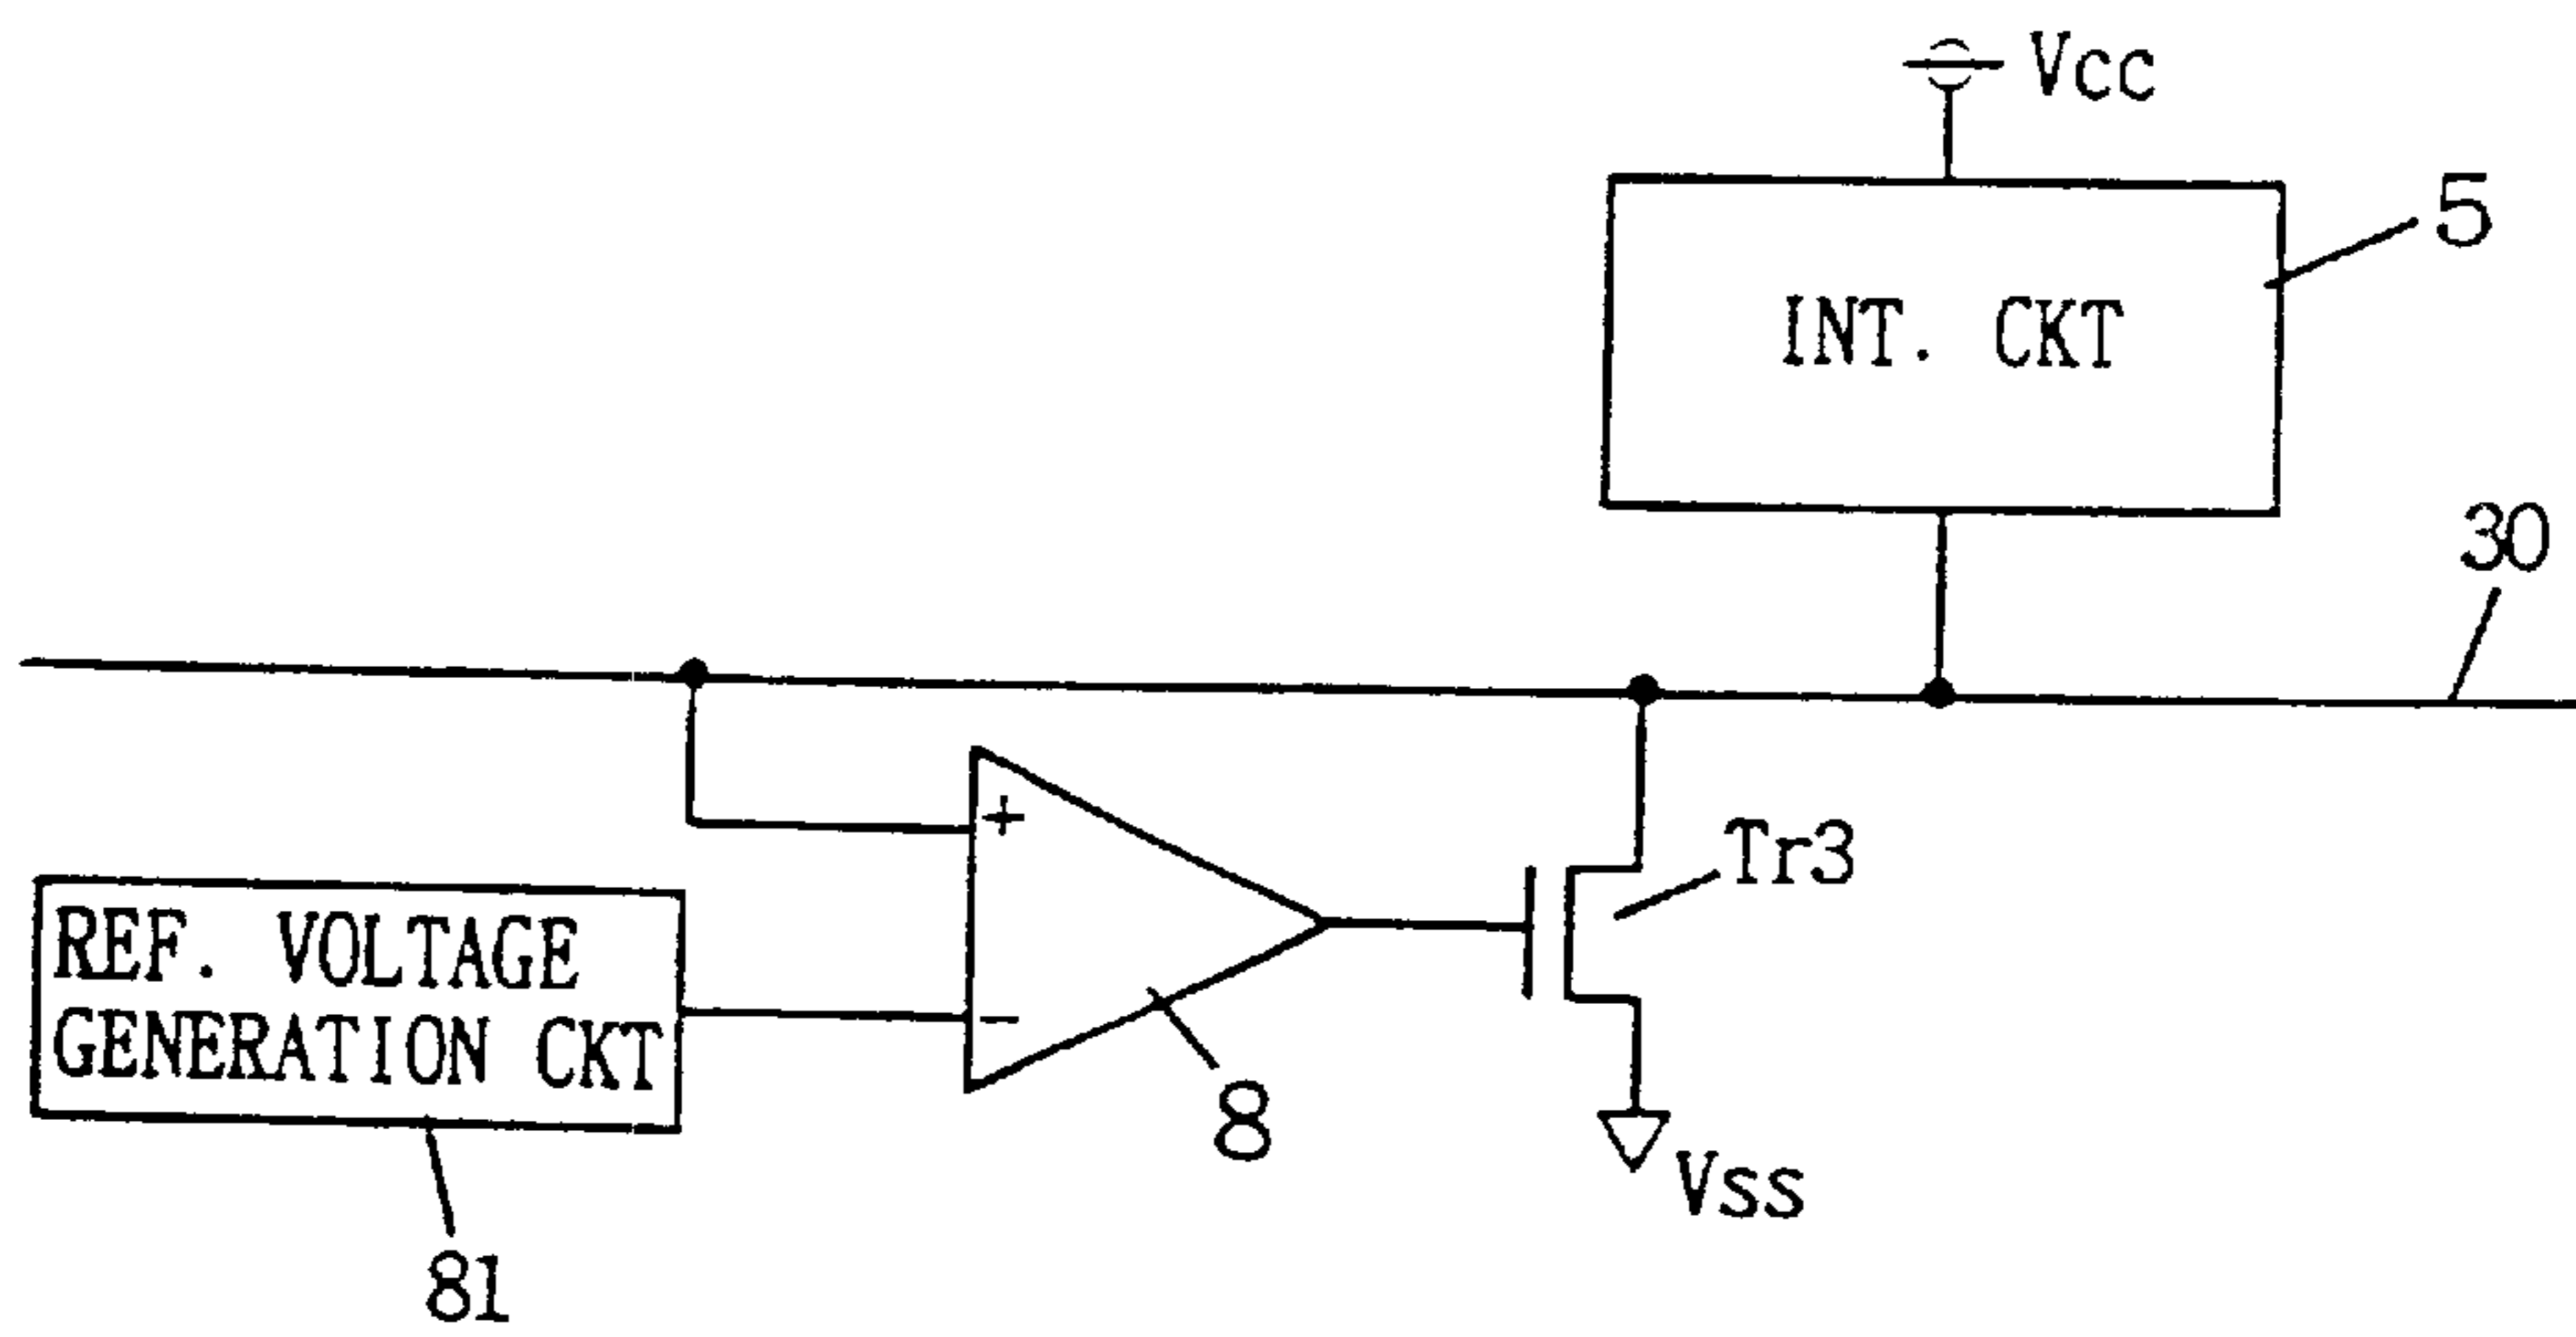 Vcc
5
INT. CKT
30
+
Tr3
REF. VOLTAGE
GENERATION CKT
−
8
Vss
81